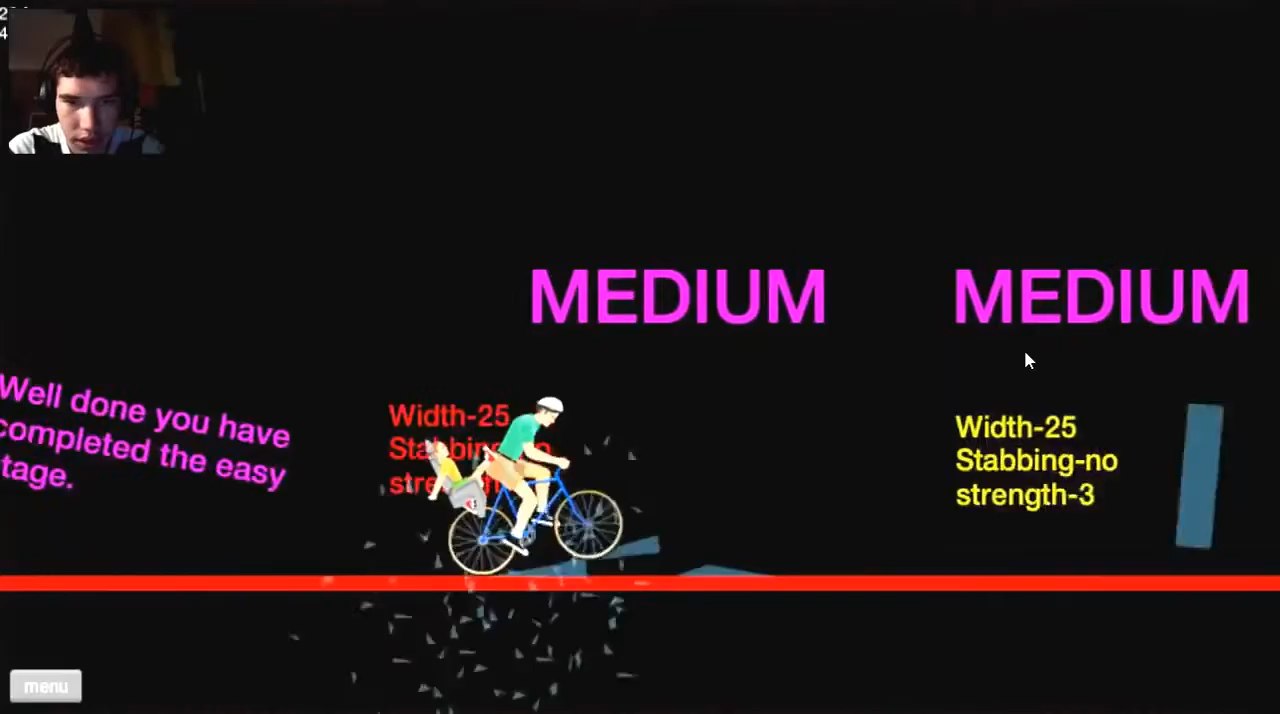 MEDIUM
MEDIUM
Well done you have
completed the easy
tage.
Width-25
Width-25
Stabbing-no
strength-3
menu